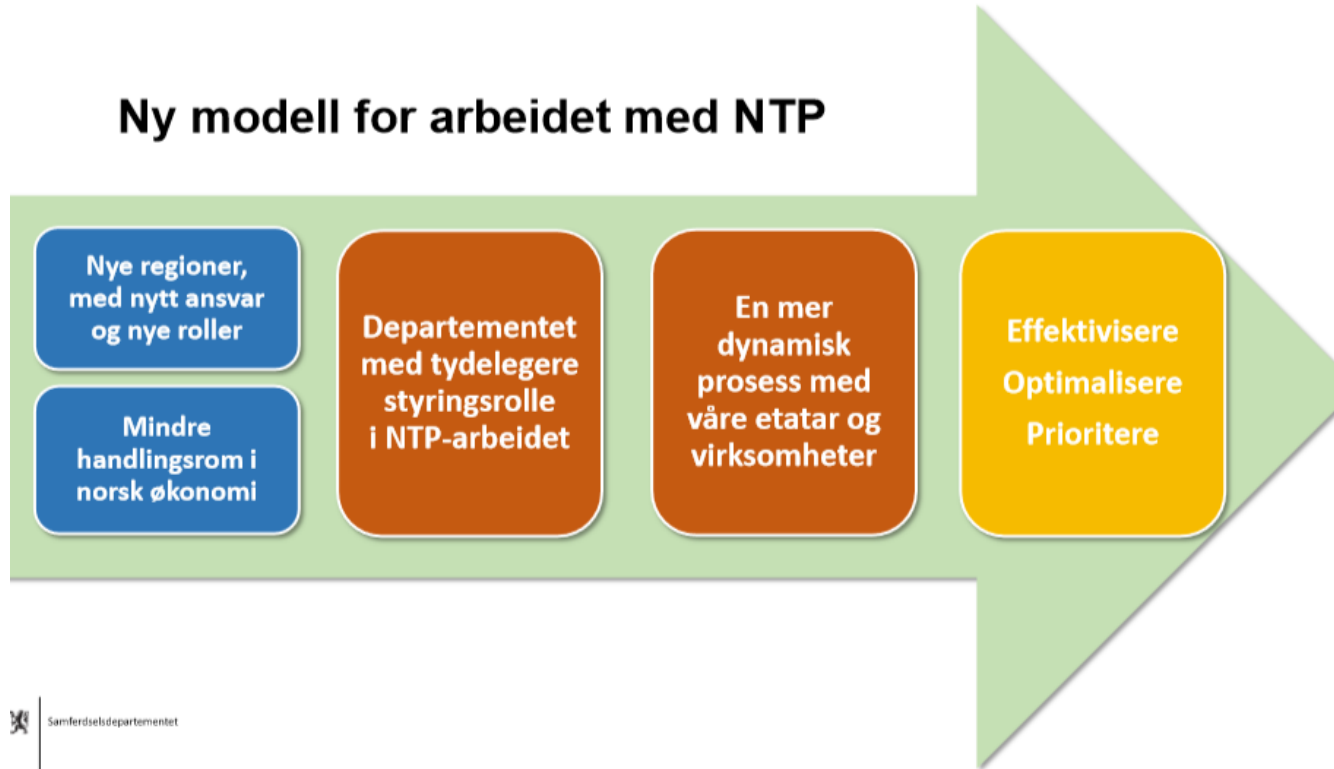 Ny modell for arbeidet med NTP
Nye regioner,
med nytt ansvar
og nye roller
Mindre
handlingsrom i
norsk økonomi
Departementet
med tydelegere
styringsrolle
i NTP-arbeidet
En mer
dynamisk
prosess med
våre etatar og
virksomheter
Effektivisere
Optimalisere
Prioritere
Samferdselsdepartementet